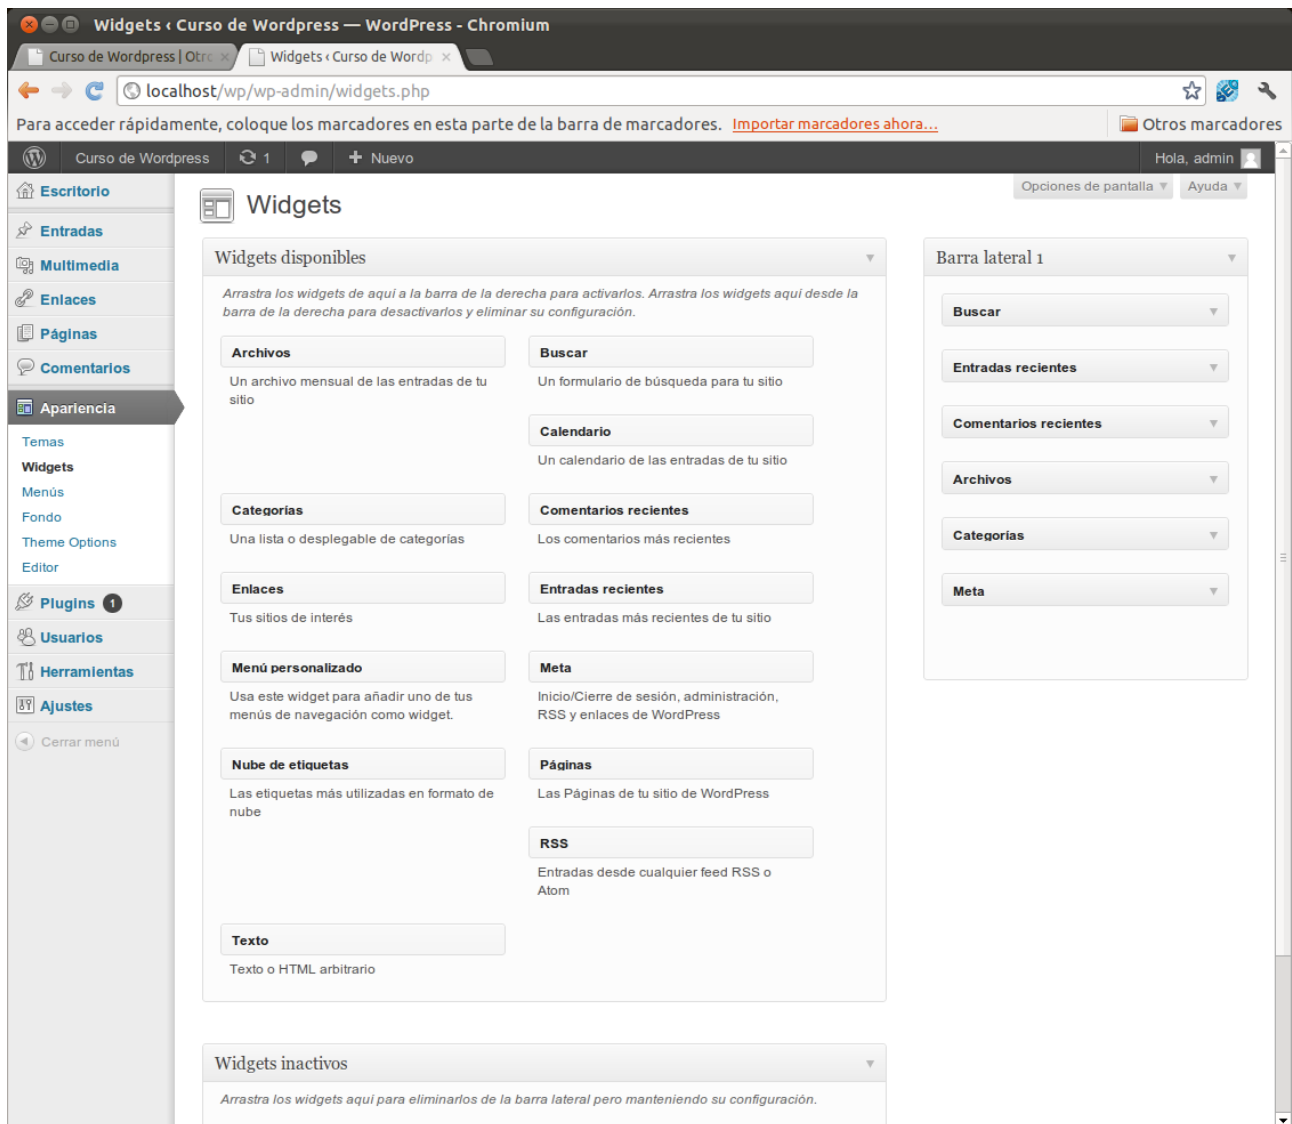 Widgets ‹ Curso de Wordpress — WordPress - Chromium
Curso de Wordpress | Otro
Widgets ‹ Curso de Wordp
localhost/wp/wp-admin/widgets.php
Para acceder rápidamente, coloque los marcadores en esta parte de la barra de marcadores. Importar marcadores ahora...
Otros marcadores
Curso de Wordpress
1
+ Nuevo
Hola, admin
Escritorio
Entradas
Multimedia
Enlaces
Páginas
Comentarios
Apariencia
Temas
Widgets
Menús
Fondo
Theme Options
Editor
Plugins 1
Usuarios
Herramientas
Ajustes
Cerrar menú
Opciones de pantalla
Ayuda
Widgets
Widgets disponibles
Arrastra los widgets de aquí a la barra de la derecha para activarlos. Arrastra los widgets aquí desde la
barra de la derecha para desactivarlos y eliminar su configuración.
Archivos
Un archivo mensual de las entradas de tu
sitio
Buscar
Un formulario de búsqueda para tu sitio
Calendario
Un calendario de las entradas de tu sitio
Categorías
Una lista o desplegable de categorías
Comentarios recientes
Los comentarios más recientes
Enlaces
Tus sitios de interés
Entradas recientes
Las entradas más recientes de tu sitio
Menú personalizado
Usa este widget para añadir uno de tus
menús de navegación como widget.
Meta
Inicio/Cierre de sesión, administración,
RSS y enlaces de WordPress
Nube de etiquetas
Las etiquetas más utilizadas en formato de
nube
Páginas
Las Páginas de tu sitio de WordPress
RSS
Entradas desde cualquier feed RSS o
Atom
Texto
Texto o HTML arbitrario
Widgets inactivos
Arrastra los widgets aquí para eliminarlos de la barra lateral pero manteniendo su configuración.
Barra lateral 1
Buscar
Entradas recientes
Comentarios recientes
Archivos
Categorías
Meta